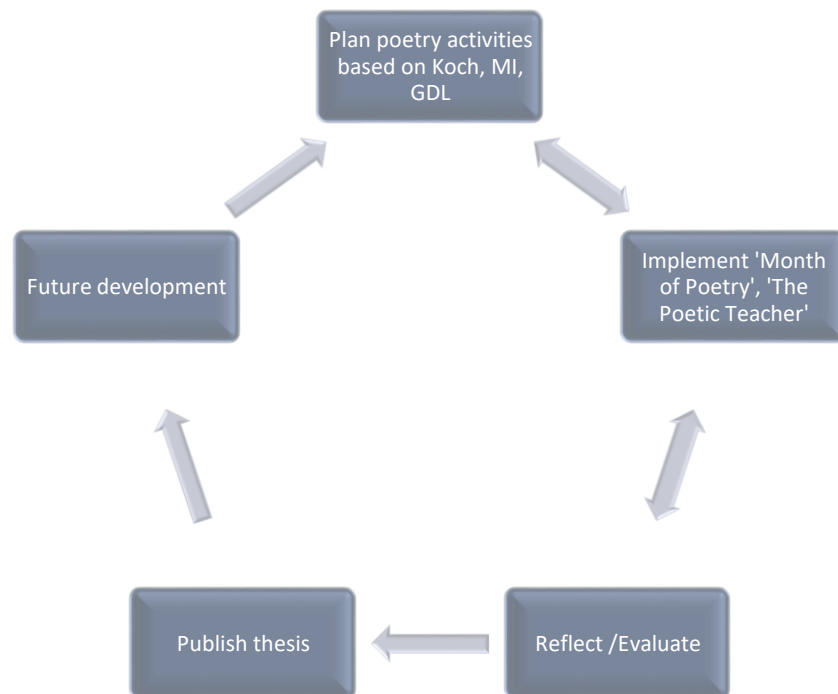 Plan poetry activities
based on Koch, MI,
GDL
Implement 'Month
of Poetry', 'The
Poetic Teacher'
Reflect /Evaluate
Publish thesis
Future development